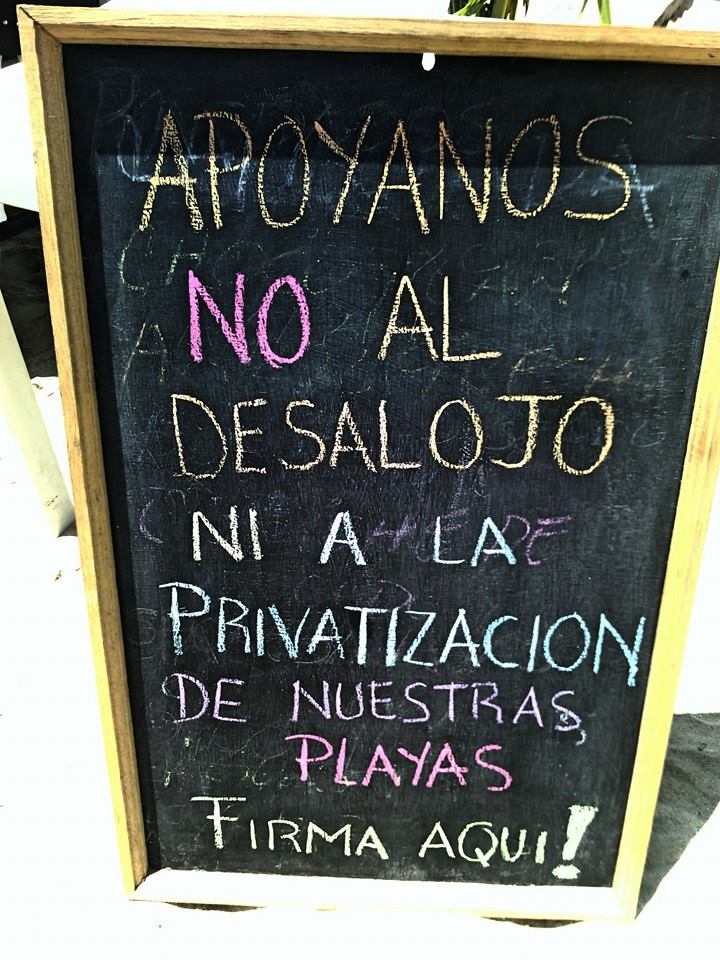 APOYANOS
NO AL
DESALOJO
NI A LA
PRIVATIZACION
DE NUESTRAS
PLAYAS
FIRMA AQUI!